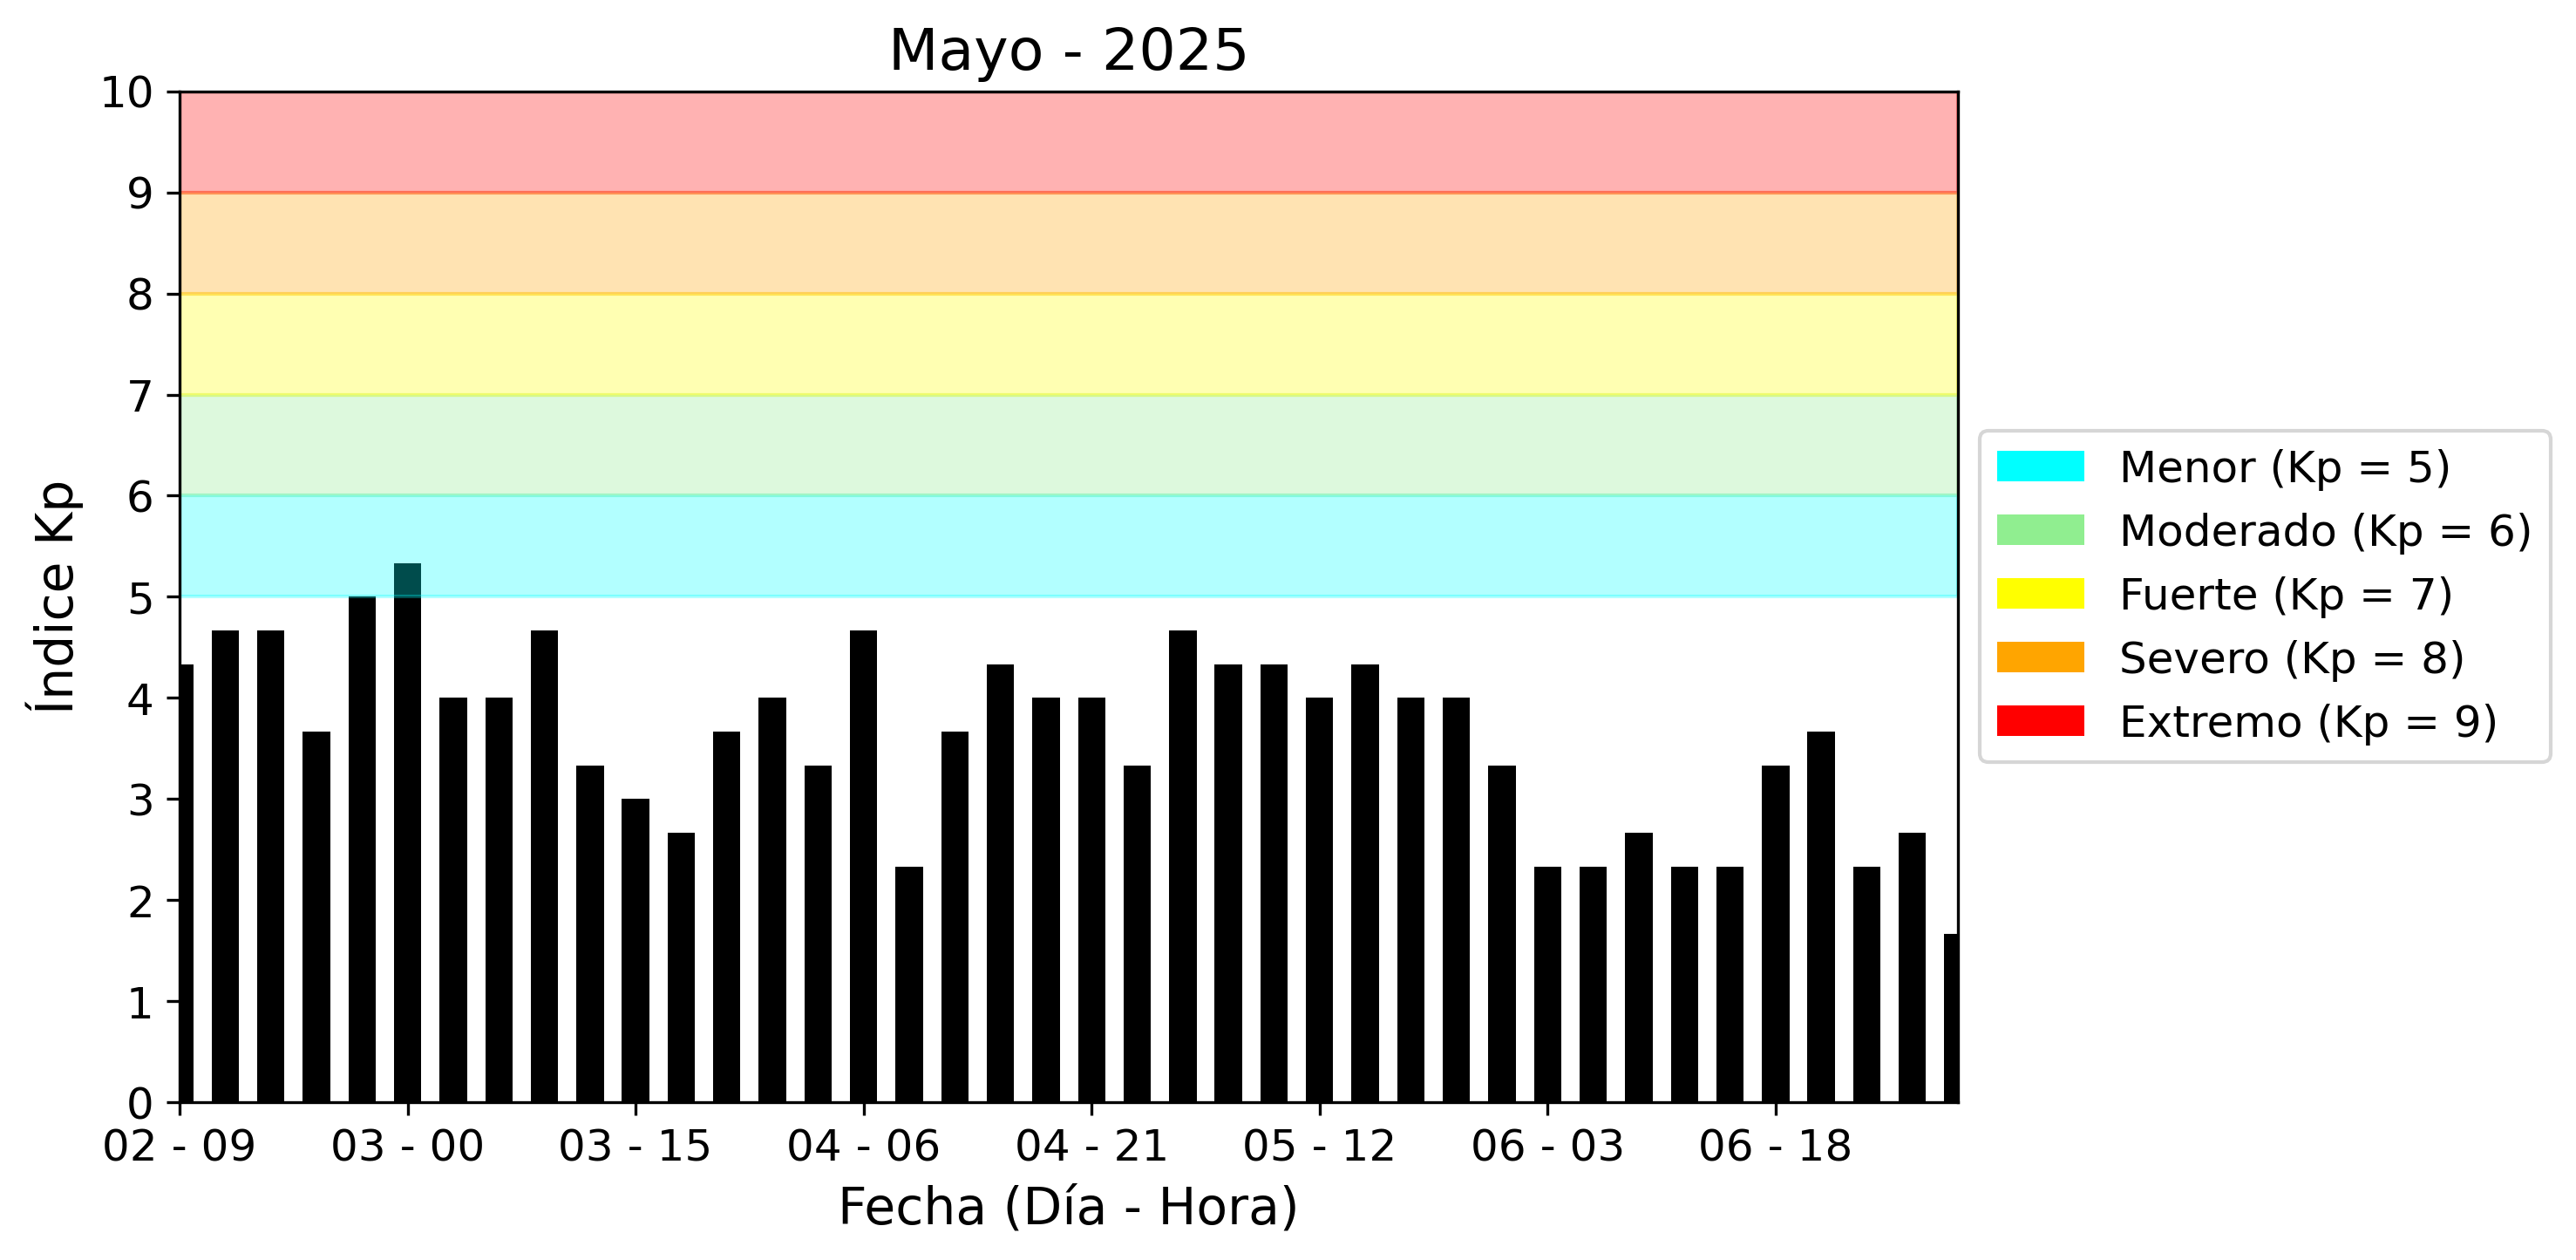 Mayo - 2025
10
9
8
7
6
5
4
3
2
1
0
Índice Kp
02 - 09
03 - 00
03 - 15
04 - 06
04 - 21
05 - 12
06 - 03
06 - 18
Fecha (Día - Hora)
Menor (Kp = 5)
Moderado (Kp = 6)
Fuerte (Kp = 7)
Severo (Kp = 8)
Extremo (Kp = 9)